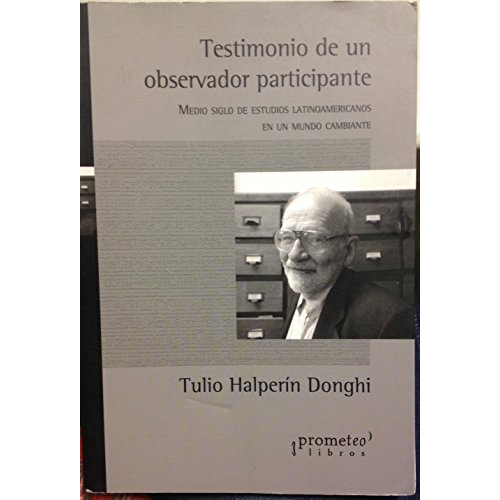 Testimonio de un
observador participante
MEDIO SIGLO DE ESTUDIOS LATINOAMERICANOS
EN UN MUNDO CAMBIANTE
Tulio Halperín Donghi
prometeo
libros